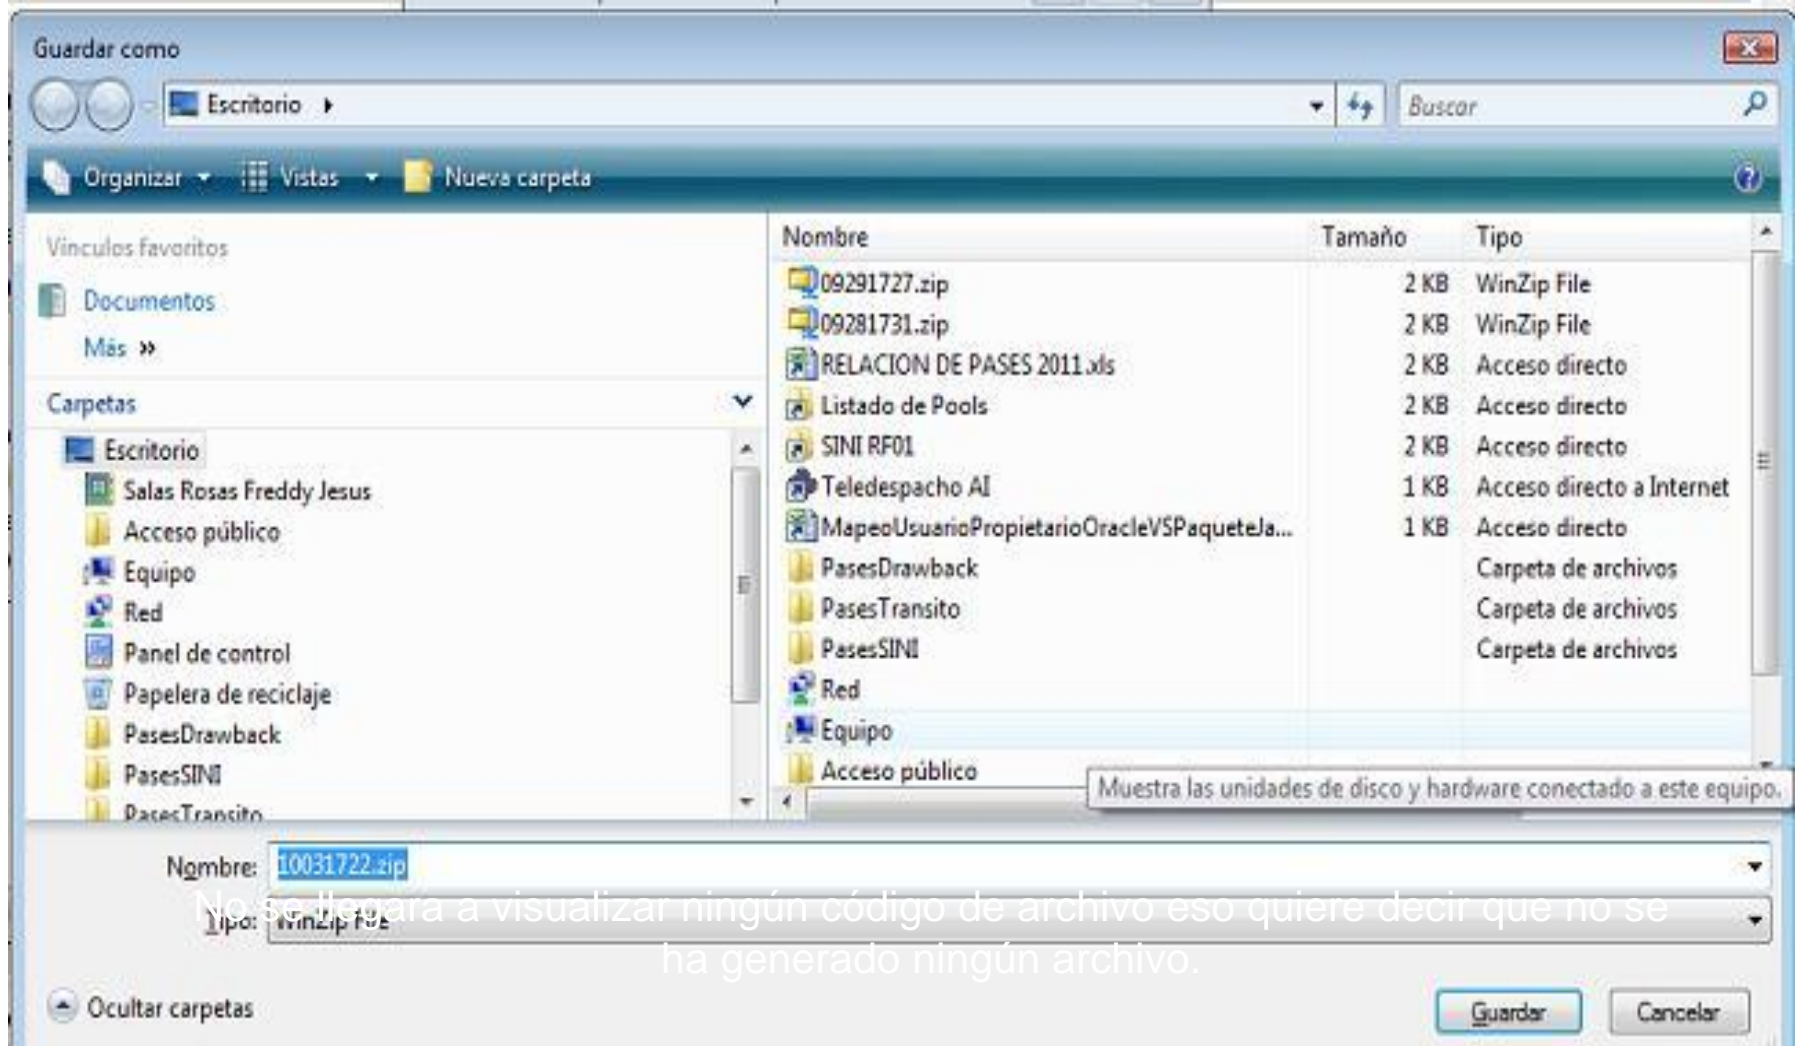 Guardar como
Escritorio
Buscar
Organizar Vistas Nueva carpeta
Vínculos favoritos
Documentos
Más »
Carpetas
Escritorio
Salas Rosas Freddy Jesus
Acceso público
Equipo
Red
Panel de control
Papelera de reciclaje
PasesDrawback
PasesSINI
PasesTransito
Nombre Tamaño Tipo
09291727.zip 2 KB WinZip File
09281731.zip 2 KB WinZip File
RELACION DE PASES 2011.xls 2 KB Acceso directo
Listado de Pools 2 KB Acceso directo
SINI RF01 2 KB Acceso directo
Teledespacho AI 1 KB Acceso directo a Internet
MapeoUsuarioPropietarioOracleVSPaqueteJa... 1 KB Acceso directo
PasesDrawback Carpeta de archivos
PasesTransito Carpeta de archivos
PasesSINI Carpeta de archivos
Red
Equipo
Acceso público
Muestra las unidades de disco y hardware conectado a este equipo.
Nombre: 10031722.zip
Tipo: WinZip File
No se llegara a visualizar ningún código de archivo eso quiere decir que no se
ha generado ningún archivo.
Ocultar carpetas
Guardar Cancelar